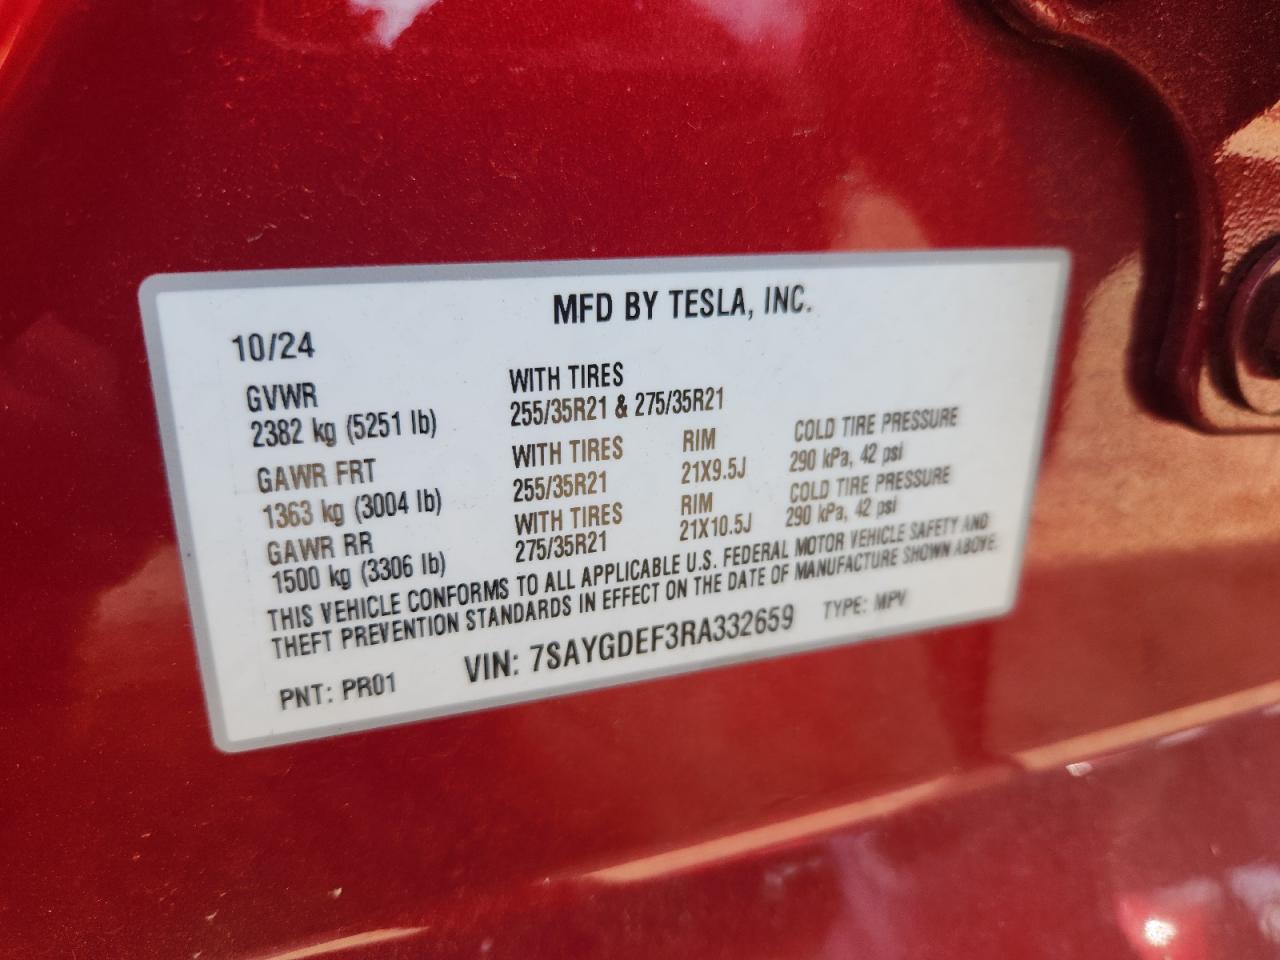 MFD BY TESLA, INC.
10/24
GVWR WITH TIRES
2382 kg (5251 lb) 255/35R21 & 275/35R21
GAWR FRT WITH TIRES RIM COLD TIRE PRESSURE
1363 kg (3004 lb) 255/35R21 21X9.5J 290 kPa, 42 psi
GAWR RR WITH TIRES RIM COLD TIRE PRESSURE
1500 kg (3306 lb) 275/35R21 21X10.5J 290 kPa, 42 psi
THIS VEHICLE CONFORMS TO ALL APPLICABLE U.S. FEDERAL MOTOR VEHICLE SAFETY AND
THEFT PREVENTION STANDARDS IN EFFECT ON THE DATE OF MANUFACTURE SHOWN ABOVE.
PNT: PR01 VIN: 7SAYGDEF3RA332659 TYPE: MPV